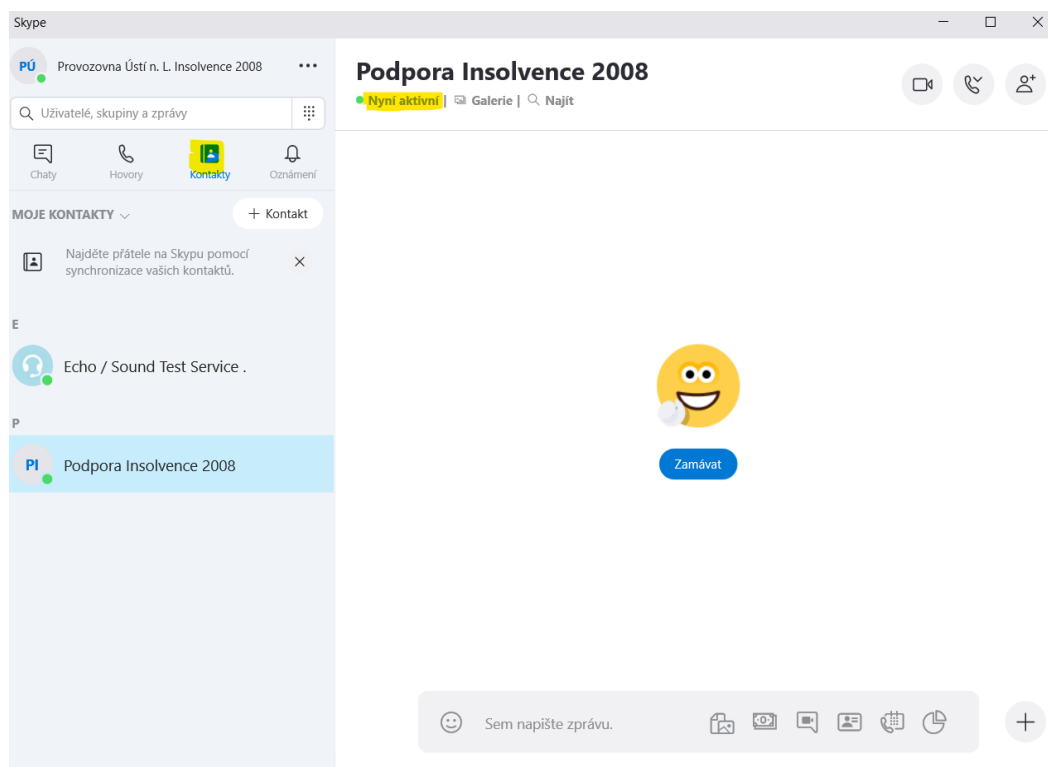 Skype
PÚ
Provozovna Ústí n. L. Insolvence 2008
Uživatelé, skupiny a zprávy
Chaty
Hovory
Kontakty
Oznámení
MOJE KONTAKTY
+ Kontakt
Najděte přátele na Skypu pomocí
synchronizace vašich kontaktů.
E
Echo / Sound Test Service .
P
PI
Podpora Insolvence 2008
Podpora Insolvence 2008
Nyní aktivní | Galerie | Najít
Zamávat
Sem napište zprávu.